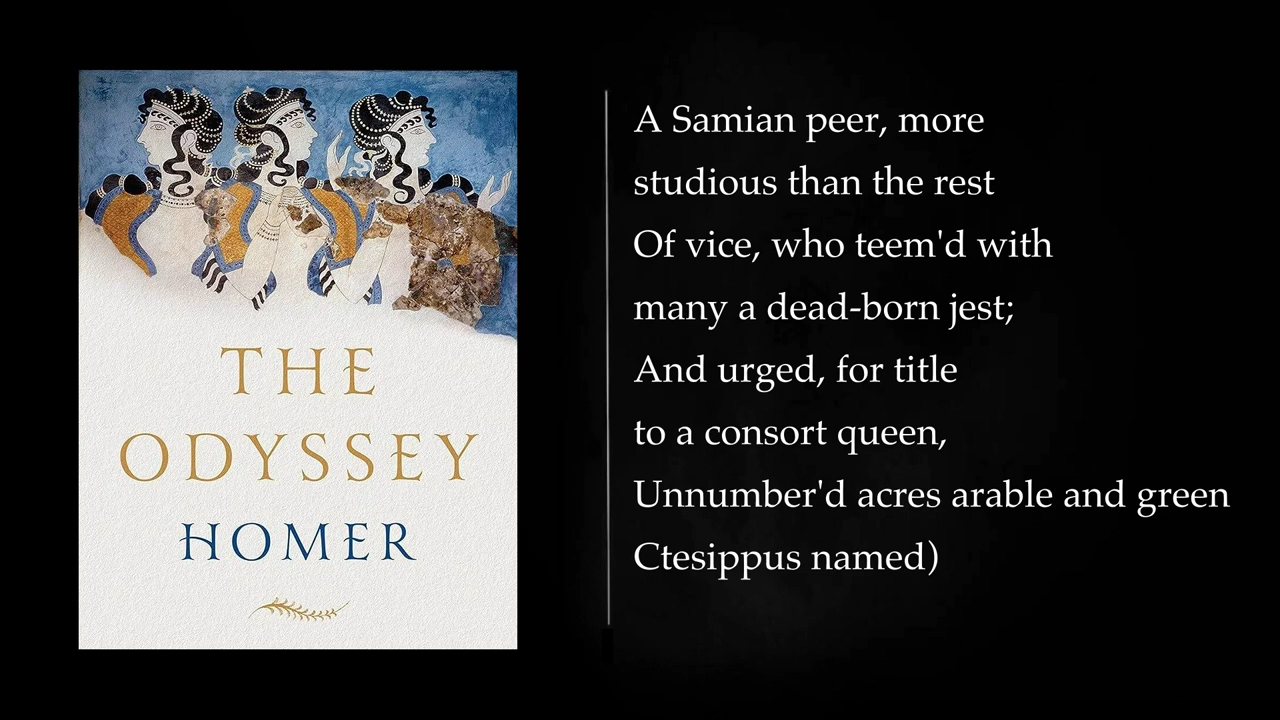 THE
ODYSSEY
HOMER
A Samian peer, more
studious than the rest
Of vice, who teem'd with
many a dead-born jest;
And urged, for title
to a consort queen,
Unnumber'd acres arable and green
Ctesippus named)